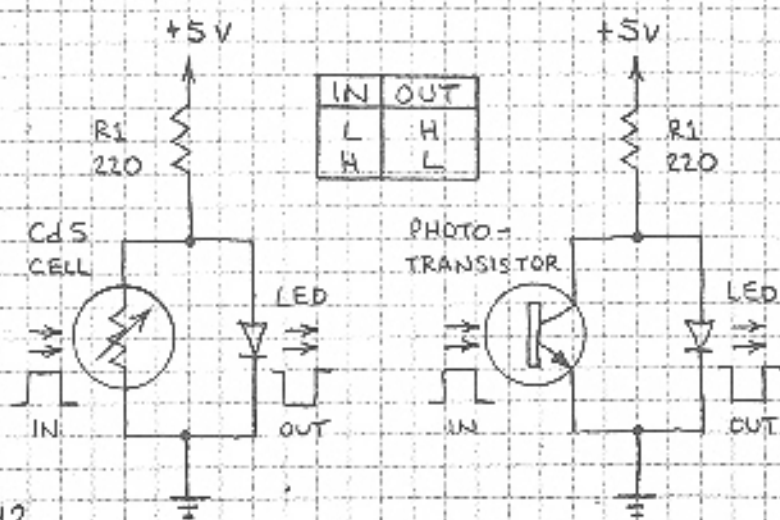 +5V
R1
220
CdS
CELL
LED
IN
OUT
IN OUT
L H
H L
+5V
R1
220
PHOTO-
TRANSISTOR
LED
IN
OUT